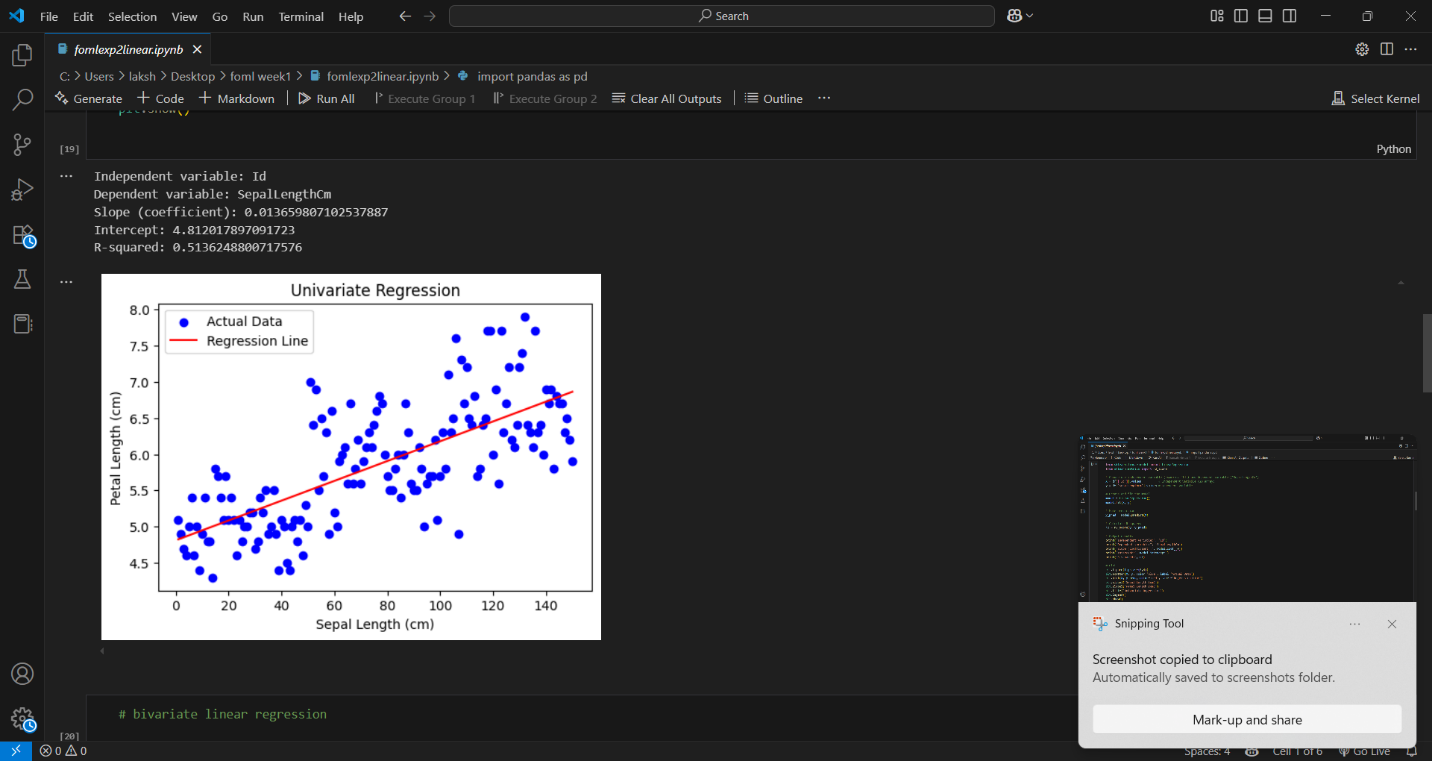 File Edit Selection View Go Run Terminal Help
Search
fomlexp2linear.ipynb
C: > Users > laksh > Desktop > foml week1 > fomlexp2linear.ipynb > import pandas as pd
Generate + Code + Markdown Run All Execute Group 1 Execute Group 2 Clear All Outputs Outline ... Select Kernel
plt.show()
[19]
Python
Independent variable: Id
Dependent variable: SepalLengthCm
Slope (coefficient): 0.013659807102537887
Intercept: 4.812017897091723
R-squared: 0.5136248800717576
Univariate Regression
Actual Data
Regression Line
8.0
7.5
7.0
6.5
6.0
5.5
5.0
4.5
Petal Length (cm)
0 20 40 60 80 100 120 140
Sepal Length (cm)
# bivariate linear regression
[20]
Snipping Tool
Screenshot copied to clipboard
Automatically saved to screenshots folder.
Mark-up and share
0 0
Spaces: 4 Cell 1 of 6 Go Live